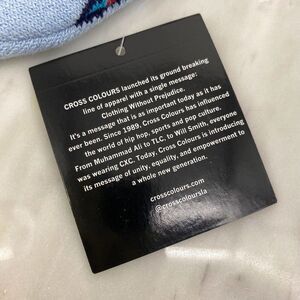 CROSS COLOURS launched its ground breaking
line of apparel with a single message:
Clothing Without Prejudice.
It's a message that is as important today as it has
ever been. Since 1989, Cross Colours has influenced
the world of hip hop, sports and pop culture.
From Muhammad Ali to TLC, to Will Smith, everyone
was wearing CXC. Today, Cross Colours is introducing
its message of unity, equality, and empowerment to
a whole new generation.
crosscolours.com
@crosscoloursla